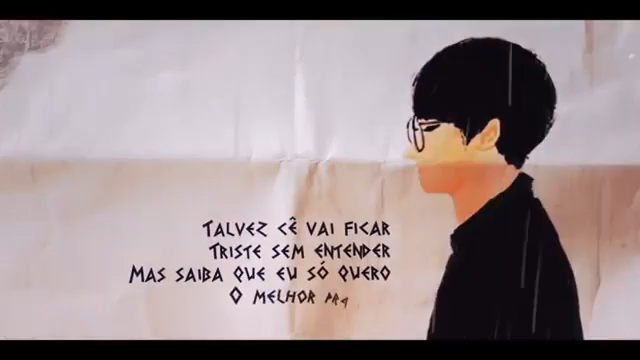 TALVEZ CÊ VAI FICAR
TRISTE SEM ENTENDER
MAS SAIBA QUE EU SÓ QUERO
O MELHOR